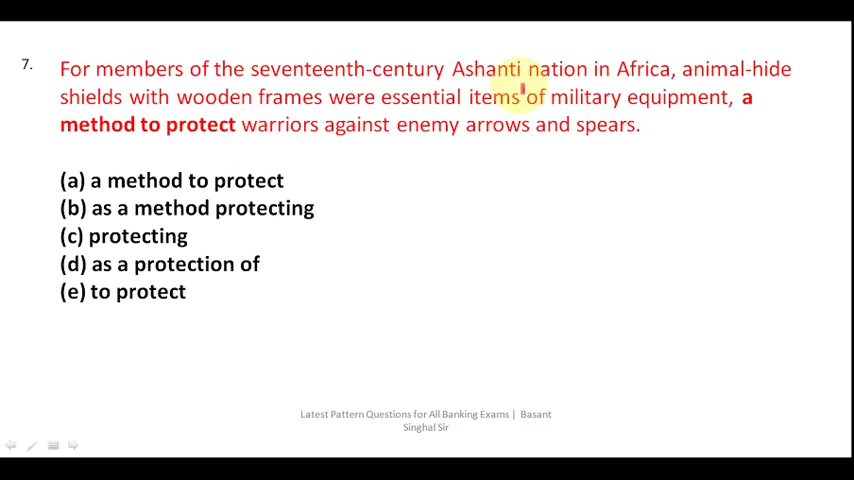 7. For members of the seventeenth-century Ashanti nation in Africa, animal-hide
shields with wooden frames were essential items of military equipment, a
method to protect warriors against enemy arrows and spears.
(a) a method to protect
(b) as a method protecting
(c) protecting
(d) as a protection of
(e) to protect
Latest Pattern Questions for All Banking Exams | Basant
Singhal Sir